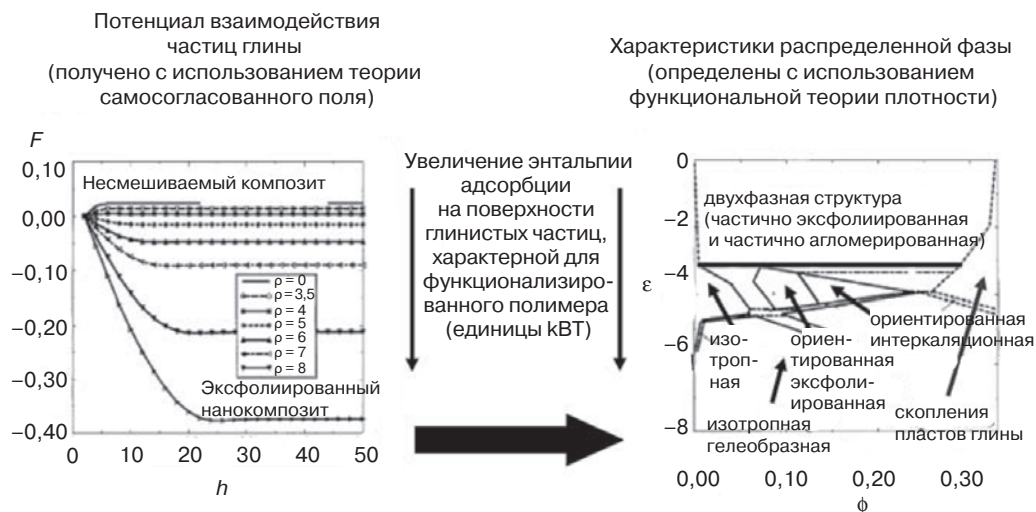 Потенциал взаимодействия
частиц глины
(получено с использованием теории
самосогласованного поля)
F
0,10
0,00
−0,10
−0,20
−0,30
−0,40
0 10 20 30 40 50
h
Несмешиваемый композит
ρ = 0
ρ = 3,5
ρ = 4
ρ = 5
ρ = 6
ρ = 7
ρ = 8
Эксфолиированный
нанокомпозит
Увеличение энтальпии
адсорбции
на поверхности
глинистых частиц,
характерной для
функционализиро-
ванного полимера
(единицы kBT)
Характеристики распределенной фазы
(определены с использованием
функциональной теории плотности)
0
−2
−4
ε
−6
−8
0,00 0,10 0,20 0,30
ϕ
двухфазная структура
(частично эксфолиированная
и частично агломерированная)
изо-
троп-
ная
ориен-
тированная
эксфоли-
ированная
ориентированная
интеркаляционная
изотропная
гелеобразная
скопления
пластов глины